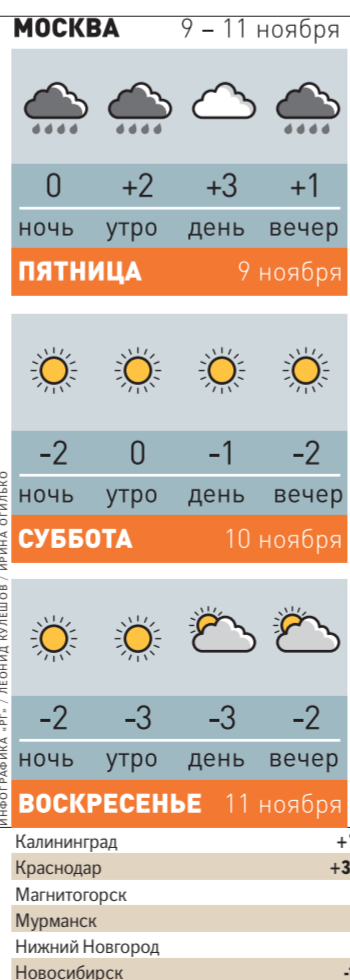 МОСКВА 9 – 11 ноября
0 +2 +3 +1
ночь утро день вечер
ПЯТНИЦА 9 ноября
-2 0 -1 -2
ночь утро день вечер
СУББОТА 10 ноября
-2 -3 -3 -2
ночь утро день вечер
ВОСКРЕСЕНЬЕ 11 ноября
ИНФОГРАФИКА «РГ» / ЛЕОНИД КУЛЕШОВ / ИРИНА ОГИЛЬКО
Калининград
Краснодар
Магнитогорск
Мурманск
Нижний Новгород
Новосибирск